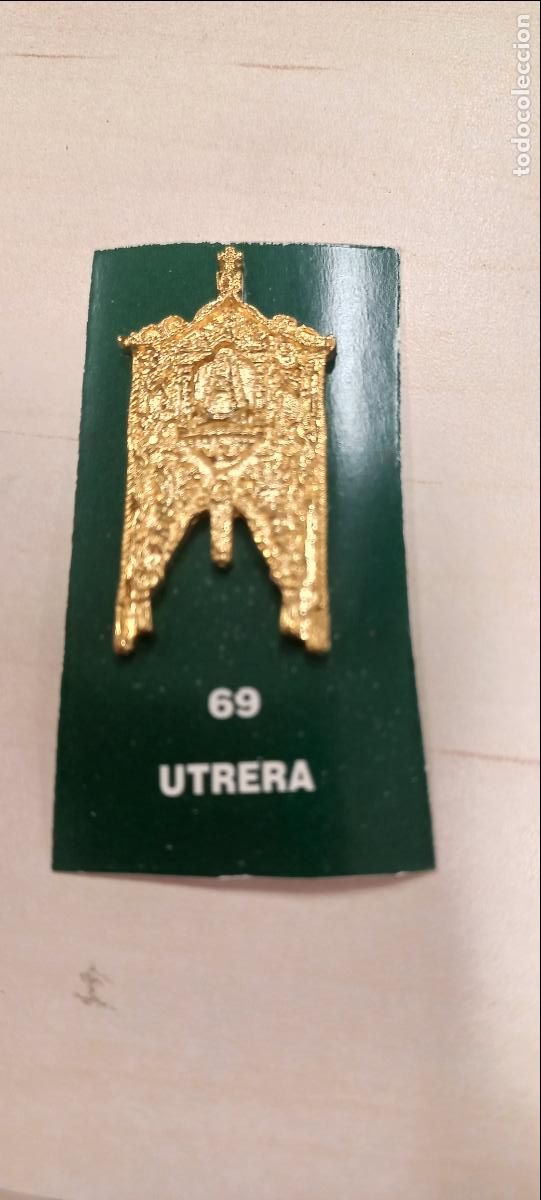 todocoleccion
69
UTRERA